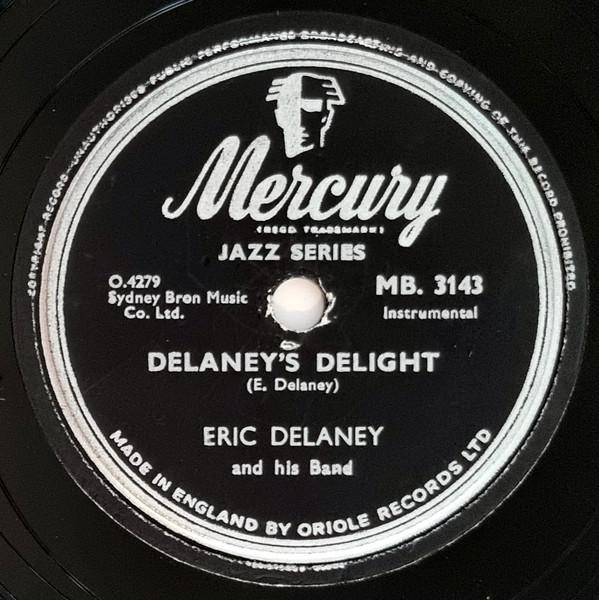 COPYRIGHT RECORD-UNAUTHORISED PUBLIC PERFORMANCE BROADCASTING AND COPYING OF THIS RECORD PROHIBITED
Mercury
(REGD TRADEMARK)
JAZZ SERIES
O.4279
Sydney Bron Music
Co. Ltd.
MB. 3143
Instrumental
DELANEY'S DELIGHT
(E. Delaney)
ERIC DELANEY
and his Band
MADE IN ENGLAND BY ORIOLE RECORDS LTD